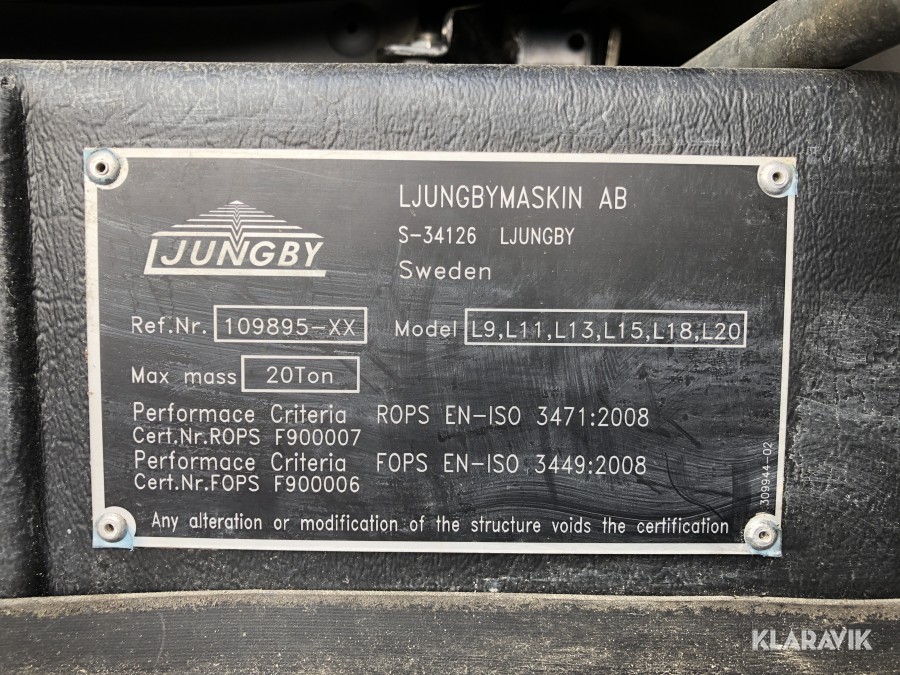 LJUNGBY
LJUNGBYMASKIN AB
S-34126 LJUNGBY
Sweden
Ref.Nr. 109895-XX Model L9,L11,L13,L15,L18,L20
Max mass 20Ton
Performace Criteria ROPS EN-ISO 3471:2008
Cert.Nr.ROPS F900007
Performace Criteria FOPS EN-ISO 3449:2008
Cert.Nr.FOPS F900006
309944-02
Any alteration or modification of the structure voids the certification
KLARAVIK